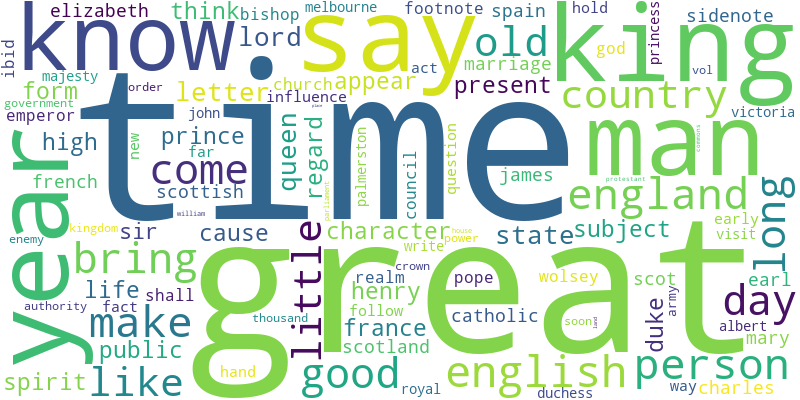 elizabeth think bishop melbourne footnote spain hold princess sidenote
ibid know lord say old god king
majesty form letter church appear act marriage present vol country victoria
government order influence
emperor high prince john new far queen time regard palmerston council question james man
year french come scottish england early visit long
enemy kingdom william sir cause little character write power house state subject scot earl
bring great crown pope wolsey realm henry
authority life fact shall make public thousand france follow scotland catholic soon land duke army day albert mary
spirit like hand good royal english duchess person way charles
plan parliament protestant commons